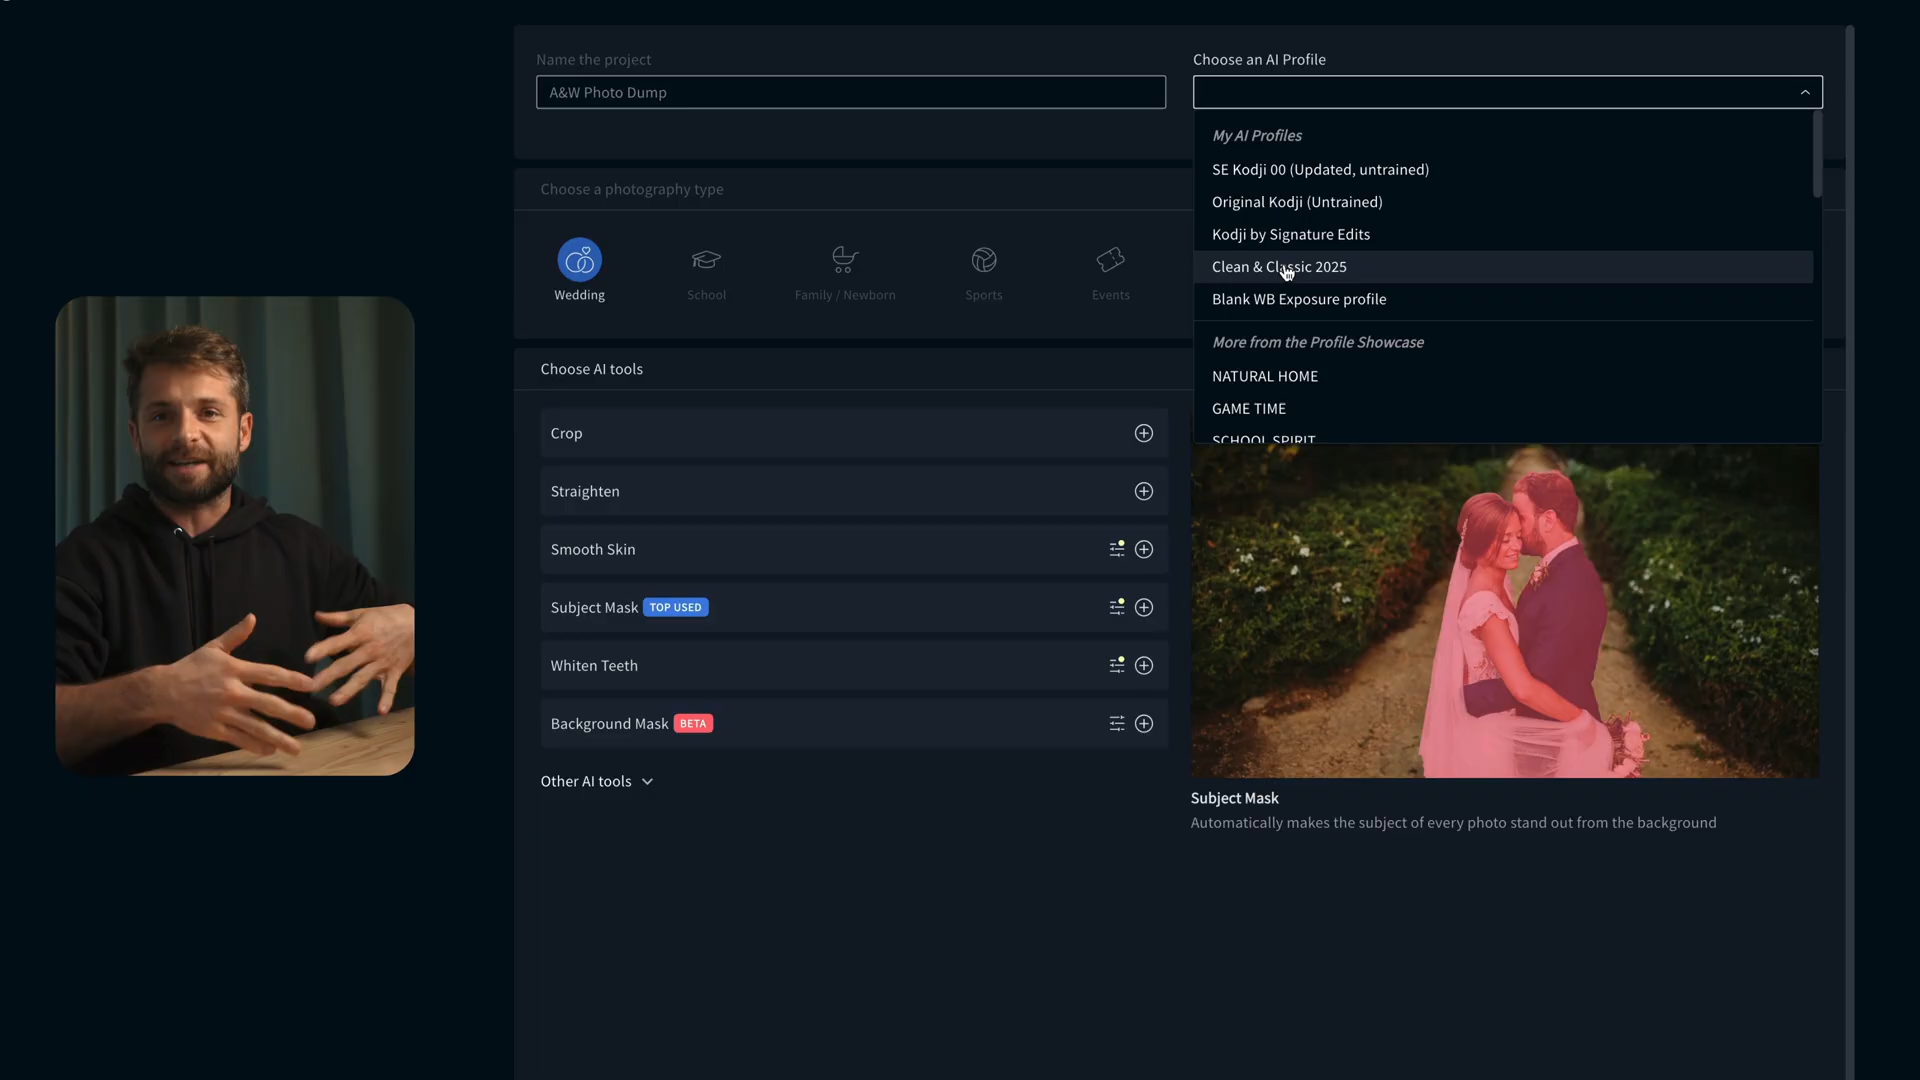 Name the project
A&W Photo Dump
Choose an AI Profile
My AI Profiles
SE Kodji 00 (Updated, untrained)
Original Kodji (Untrained)
Kodji by Signature Edits
Clean & Classic 2025
Blank WB Exposure profile
More from the Profile Showcase
NATURAL HOME
GAME TIME
SCHOOL SPIRIT
Choose a photography type
Wedding
School
Family / Newborn
Sports
Events
Choose AI tools
Crop
Straighten
Smooth Skin
Subject Mask TOP USED
Whiten Teeth
Background Mask BETA
Other AI tools
Subject Mask
Automatically makes the subject of every photo stand out from the background